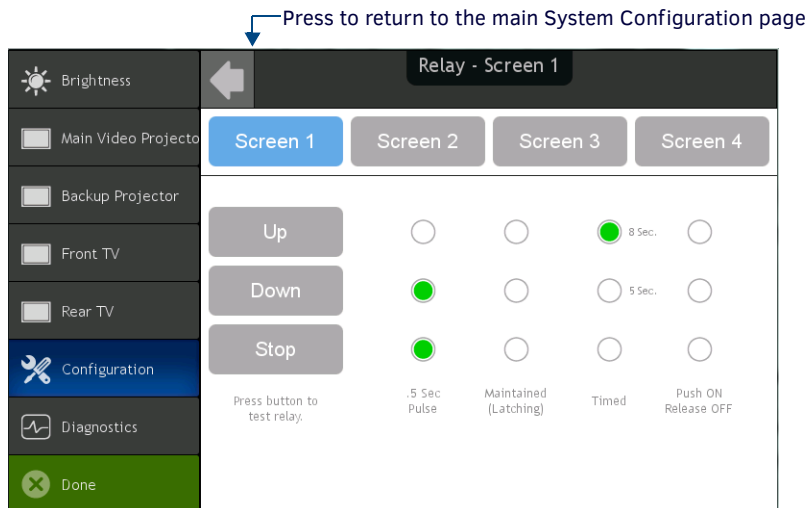 Press to return to the main System Configuration page
Relay - Screen 1
Brightness
Main Video Projecto
Backup Projector
Front TV
Rear TV
Configuration
Diagnostics
Done
Screen 1
Screen 2
Screen 3
Screen 4
Up
8 Sec.
Down
5 Sec.
Stop
Press button to
test relay.
.5 Sec
Pulse
Maintained
(Latching)
Timed
Push ON
Release OFF